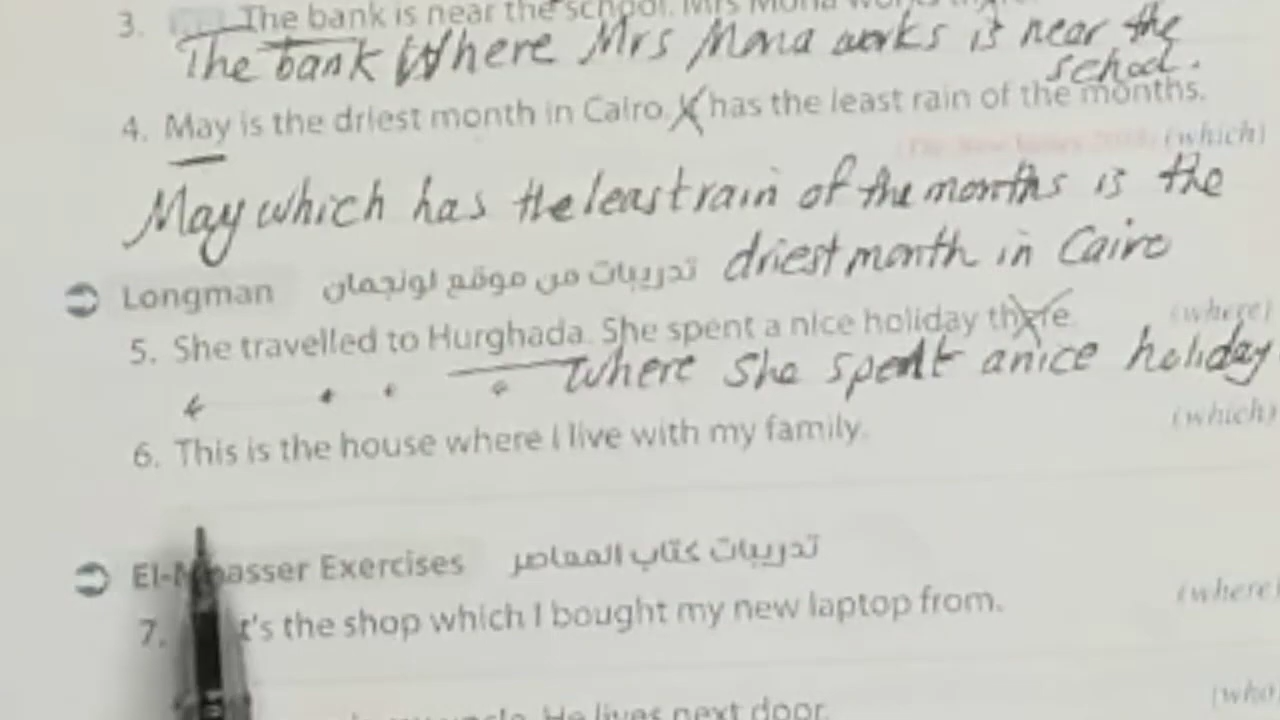 3. The bank is near the school. Mrs Mona works
The bank Where Mrs Mona works is near the
school.
4. May is the driest month in Cairo. has the least rain of the months.
(which)
May which has the least rain of the months is the
driest month in Cairo
Longman تدريبات من موقع لونجمان
5. She travelled to Hurghada. She spent a nice holiday there. (where)
where She spent a nice holiday
6. This is the house where I live with my family. (which)
El-Moasser Exercises تدريبات كتاب المعاصر
7. t's the shop which I bought my new laptop from. (where)
He lives next door. (who